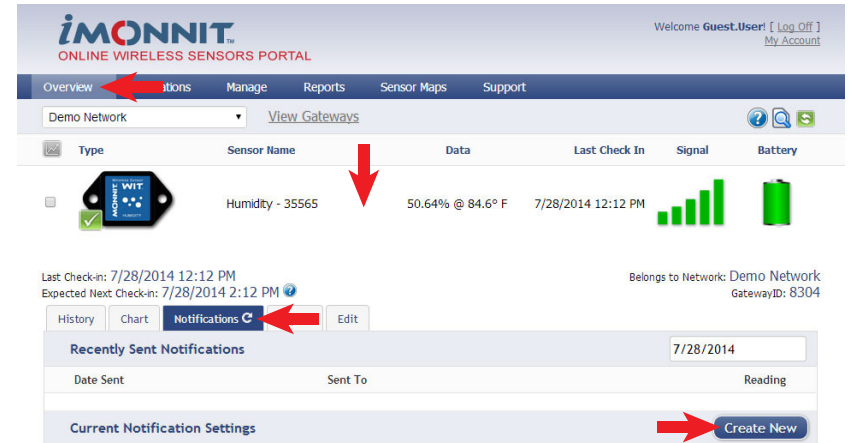 iMONNIT™
ONLINE WIRELESS SENSORS PORTAL
Welcome Guest.User! [ Log Off ]
My Account
Overview ations Manage Reports Sensor Maps Support
Demo Network View Gateways
Type Sensor Name Data Last Check In Signal Battery
MONNIT WIT
HUMIDITY
Humidity - 35565 50.64% @ 84.6° F 7/28/2014 12:12 PM
Last Check-in: 7/28/2014 12:12 PM Belongs to Network: Demo Network
Expected Next Check-in: 7/28/2014 2:12 PM GatewayID: 8304
History Chart Notifications Edit
Recently Sent Notifications 7/28/2014
Date Sent Sent To Reading
Current Notification Settings Create New